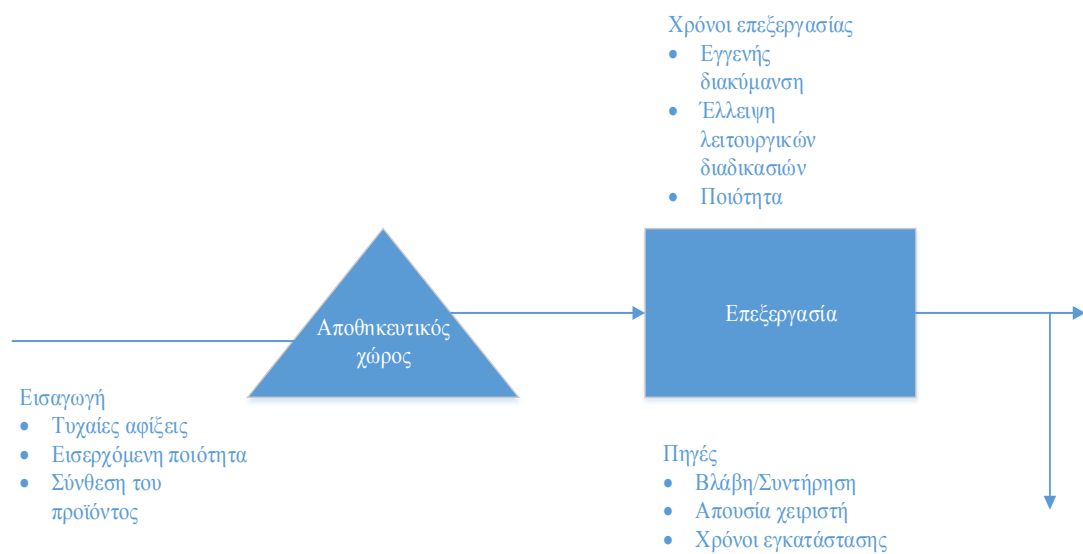 Χρόνοι επεξεργασίας
• Εγγενής
διακύμανση
• Έλλειψη
λειτουργικών
διαδικασιών
• Ποιότητα
Αποθηκευτικός
χώρος
Επεξεργασία
Εισαγωγή
• Τυχαίες αφίξεις
• Εισερχόμενη ποιότητα
• Σύνθεση του
προϊόντος
Πηγές
• Βλάβη/Συντήρηση
• Απουσία χειριστή
• Χρόνοι εγκατάστασης